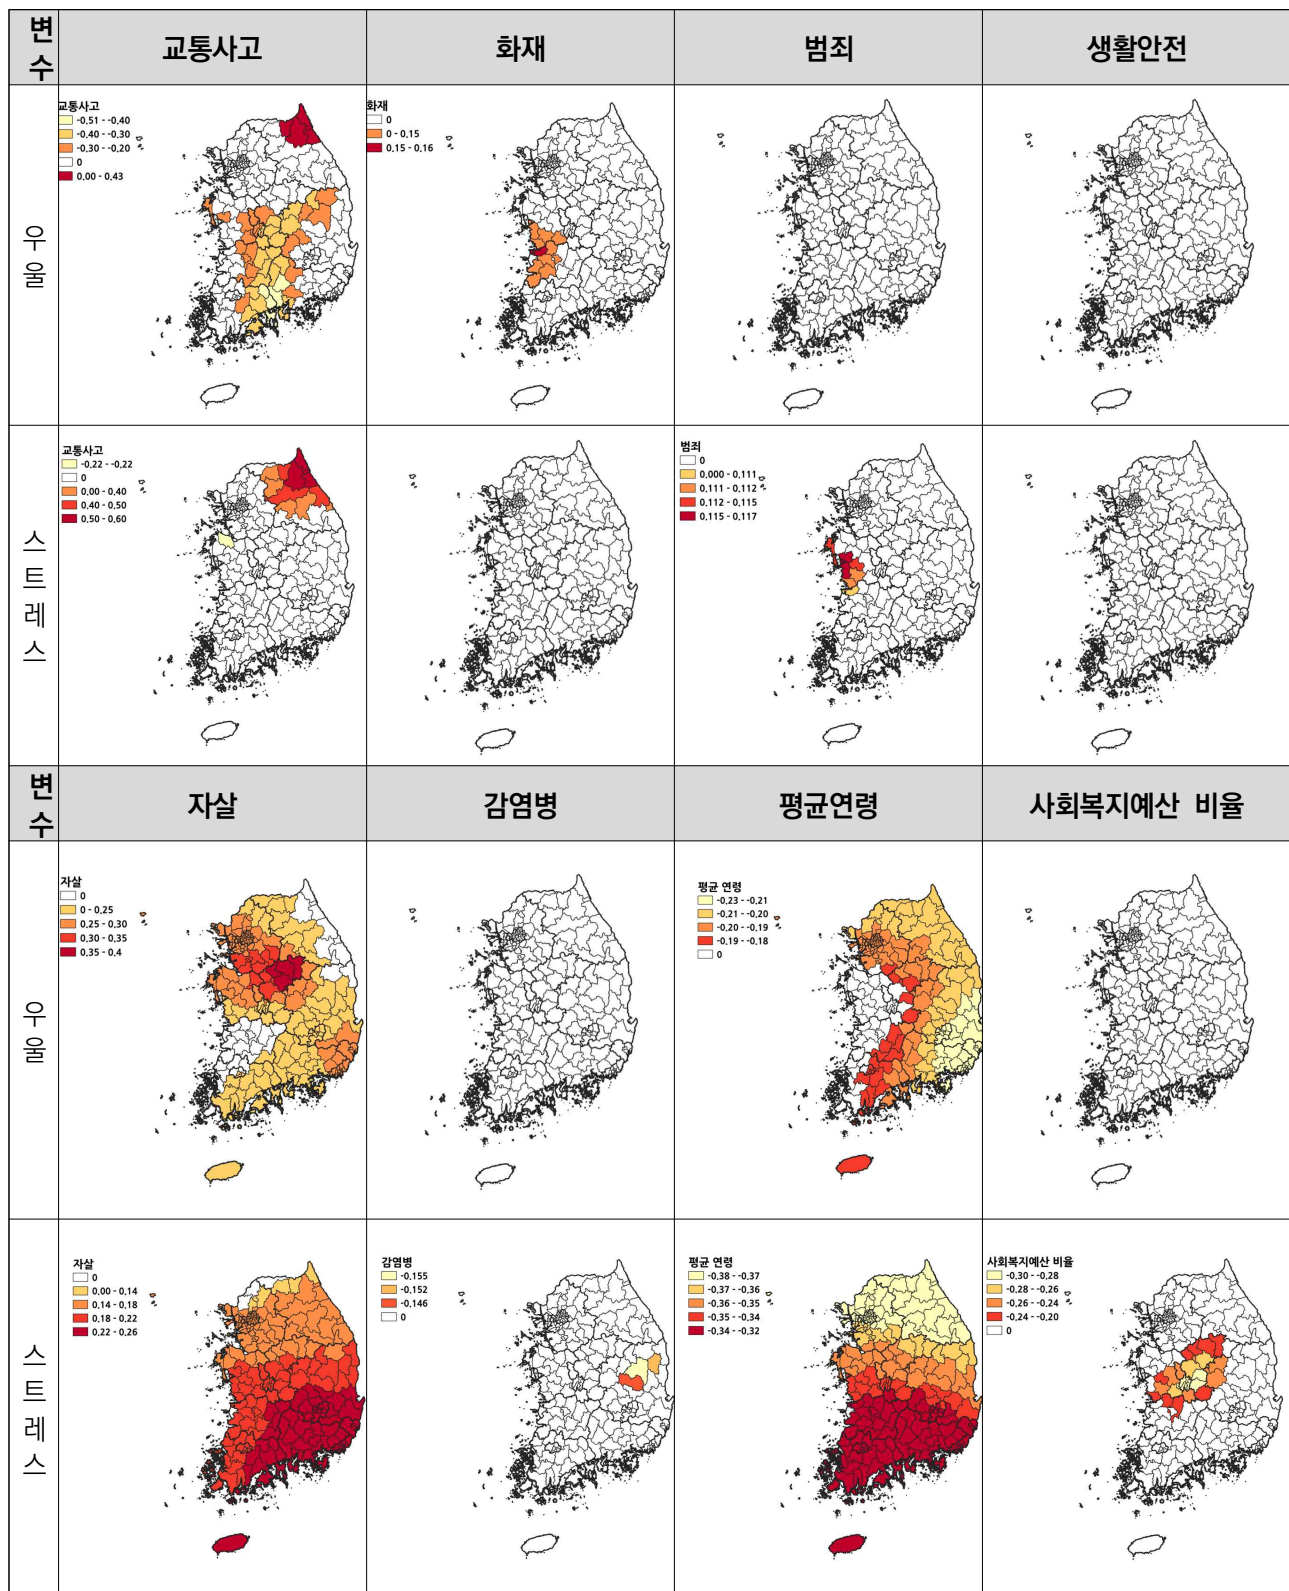 변수 교통사고 화재 범죄 생활안전
우울
교통사고
-0.51 - -0.40
-0.40 - -0.30
-0.30 - -0.20
0
0.00 - 0.43
화재
0
0 - 0.15
0.15 - 0.16
스트레스
교통사고
-0.22 - -0.22
0
0.00 - 0.40
0.40 - 0.50
0.50 - 0.60
범죄
0
0.000 - 0.111
0.111 - 0.112
0.112 - 0.115
0.115 - 0.117
변수 자살 감염병 평균연령 사회복지예산 비율
우울
자살
0
0 - 0.25
0.25 - 0.30
0.30 - 0.35
0.35 - 0.4
평균 연령
-0.23 - -0.21
-0.21 - -0.20
-0.20 - -0.19
-0.19 - -0.18
0
스트레스
자살
0
0.00 - 0.14
0.14 - 0.18
0.18 - 0.22
0.22 - 0.26
감염병
-0.155
-0.152
-0.146
0
평균 연령
-0.38 - -0.37
-0.37 - -0.36
-0.36 - -0.35
-0.35 - -0.34
-0.34 - -0.32
사회복지예산 비율
-0.30 - -0.28
-0.28 - -0.26
-0.26 - -0.24
-0.24 - -0.20
0